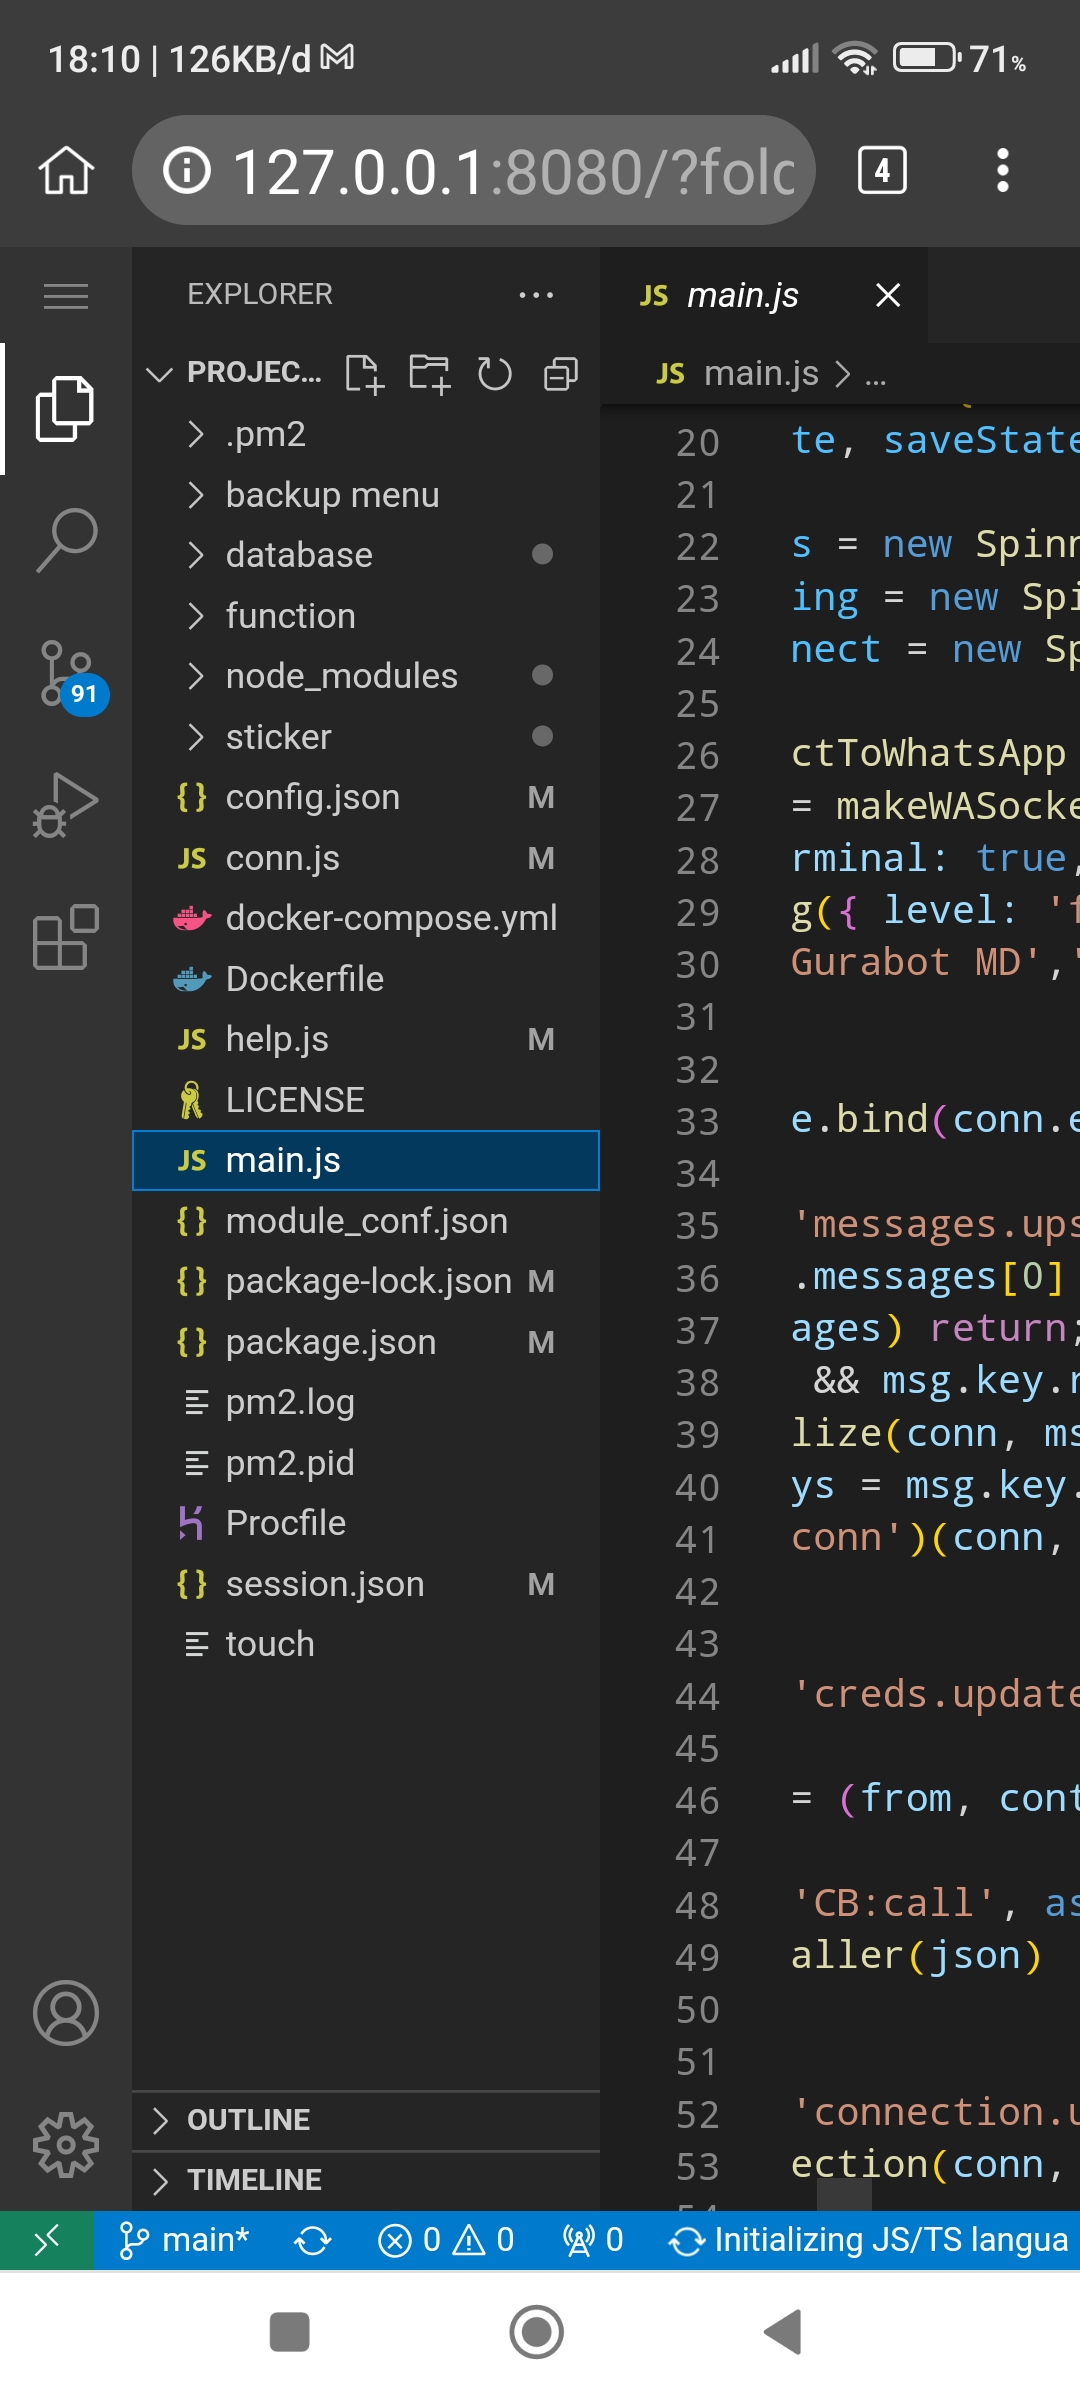 18:10 | 126KB/d
71%
127.0.0.1:8080/?folc
4
EXPLORER
JS main.js
PROJEC...
JS main.js > ...
.pm2
backup menu
database
function
node_modules
sticker
91
{} config.json M
JS conn.js M
docker-compose.yml
Dockerfile
JS help.js M
LICENSE
JS main.js
{} module_conf.json
{} package-lock.json M
{} package.json M
pm2.log
pm2.pid
Procfile
{} session.json M
touch
OUTLINE
TIMELINE
20 te, saveState
21
22 s = new Spinn
23 ing = new Spi
24 nect = new Sp
25
26 ctToWhatsApp
27 = makeWASocke
28 rminal: true,
29 g({ level: 'f
30 Gurabot MD','
31
32
33 e.bind(conn.e
34
35 'messages.ups
36 .messages[0]
37 ages) return;
38 && msg.key.r
39 lize(conn, ms
40 ys = msg.key.
41 conn')(conn,
42
43
44 'creds.update
45
46 = (from, cont
47
48 'CB:call', as
49 aller(json)
50
51
52 'connection.u
53 ection(conn,
main* 0 0 0 Initializing JS/TS langua